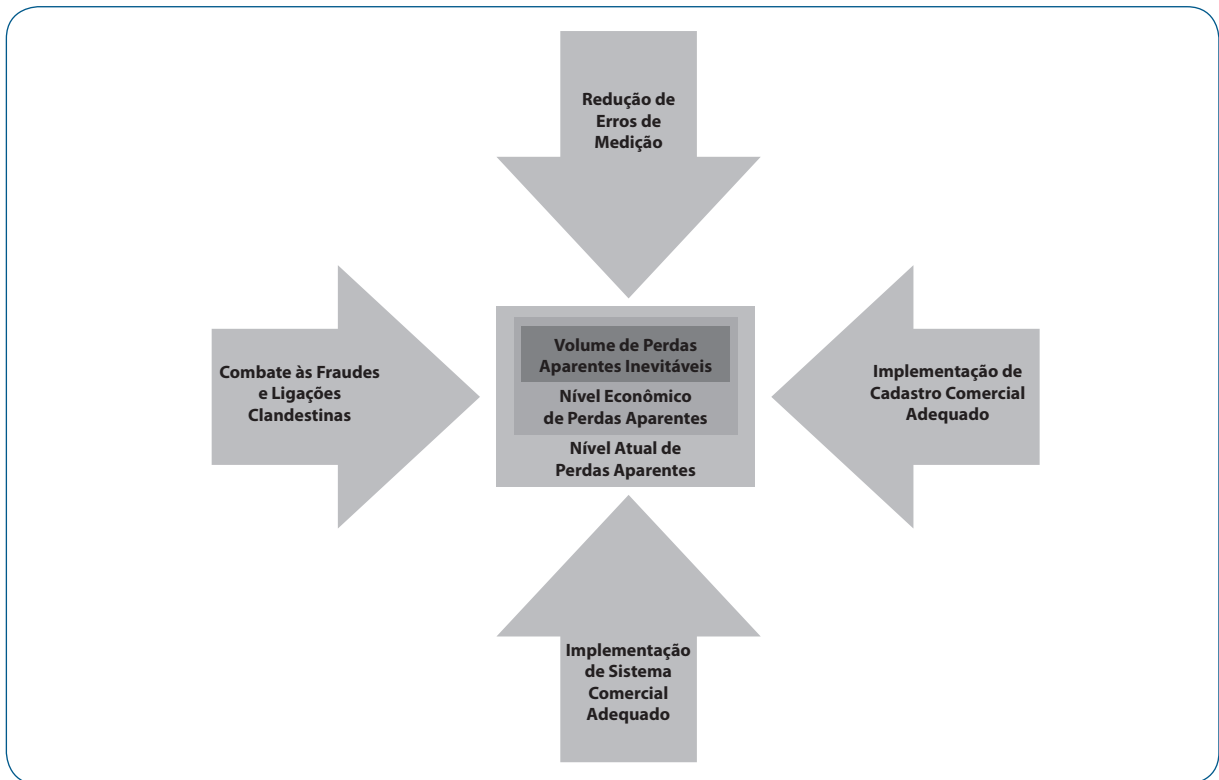 Redução de
Erros de
Medição
Combate às Fraudes
e Ligações
Clandestinas
Volume de Perdas
Aparentes Inevitáveis
Nível Econômico
de Perdas Aparentes
Nível Atual de
Perdas Aparentes
Implementação de
Cadastro Comercial
Adequado
Implementação
de Sistema
Comercial
Adequado